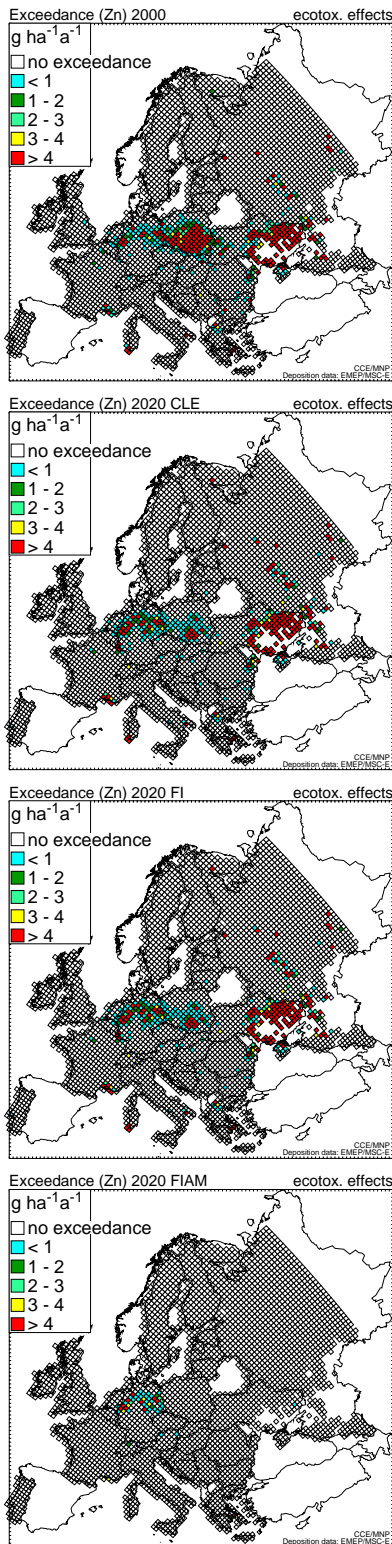 Exceedance (Zn) 2000 ecotox. effects
g ha⁻¹a⁻¹
no exceedance
< 1
1 - 2
2 - 3
3 - 4
> 4
CCE/MNP
Deposition data: EMEP/MSC-E
Exceedance (Zn) 2020 CLE ecotox. effects
g ha⁻¹a⁻¹
no exceedance
< 1
1 - 2
2 - 3
3 - 4
> 4
CCE/MNP
Deposition data: EMEP/MSC-E
Exceedance (Zn) 2020 FI ecotox. effects
g ha⁻¹a⁻¹
no exceedance
< 1
1 - 2
2 - 3
3 - 4
> 4
CCE/MNP
Deposition data: EMEP/MSC-E
Exceedance (Zn) 2020 FIAM ecotox. effects
g ha⁻¹a⁻¹
no exceedance
< 1
1 - 2
2 - 3
3 - 4
> 4
CCE/MNP
Deposition data: EMEP/MSC-E